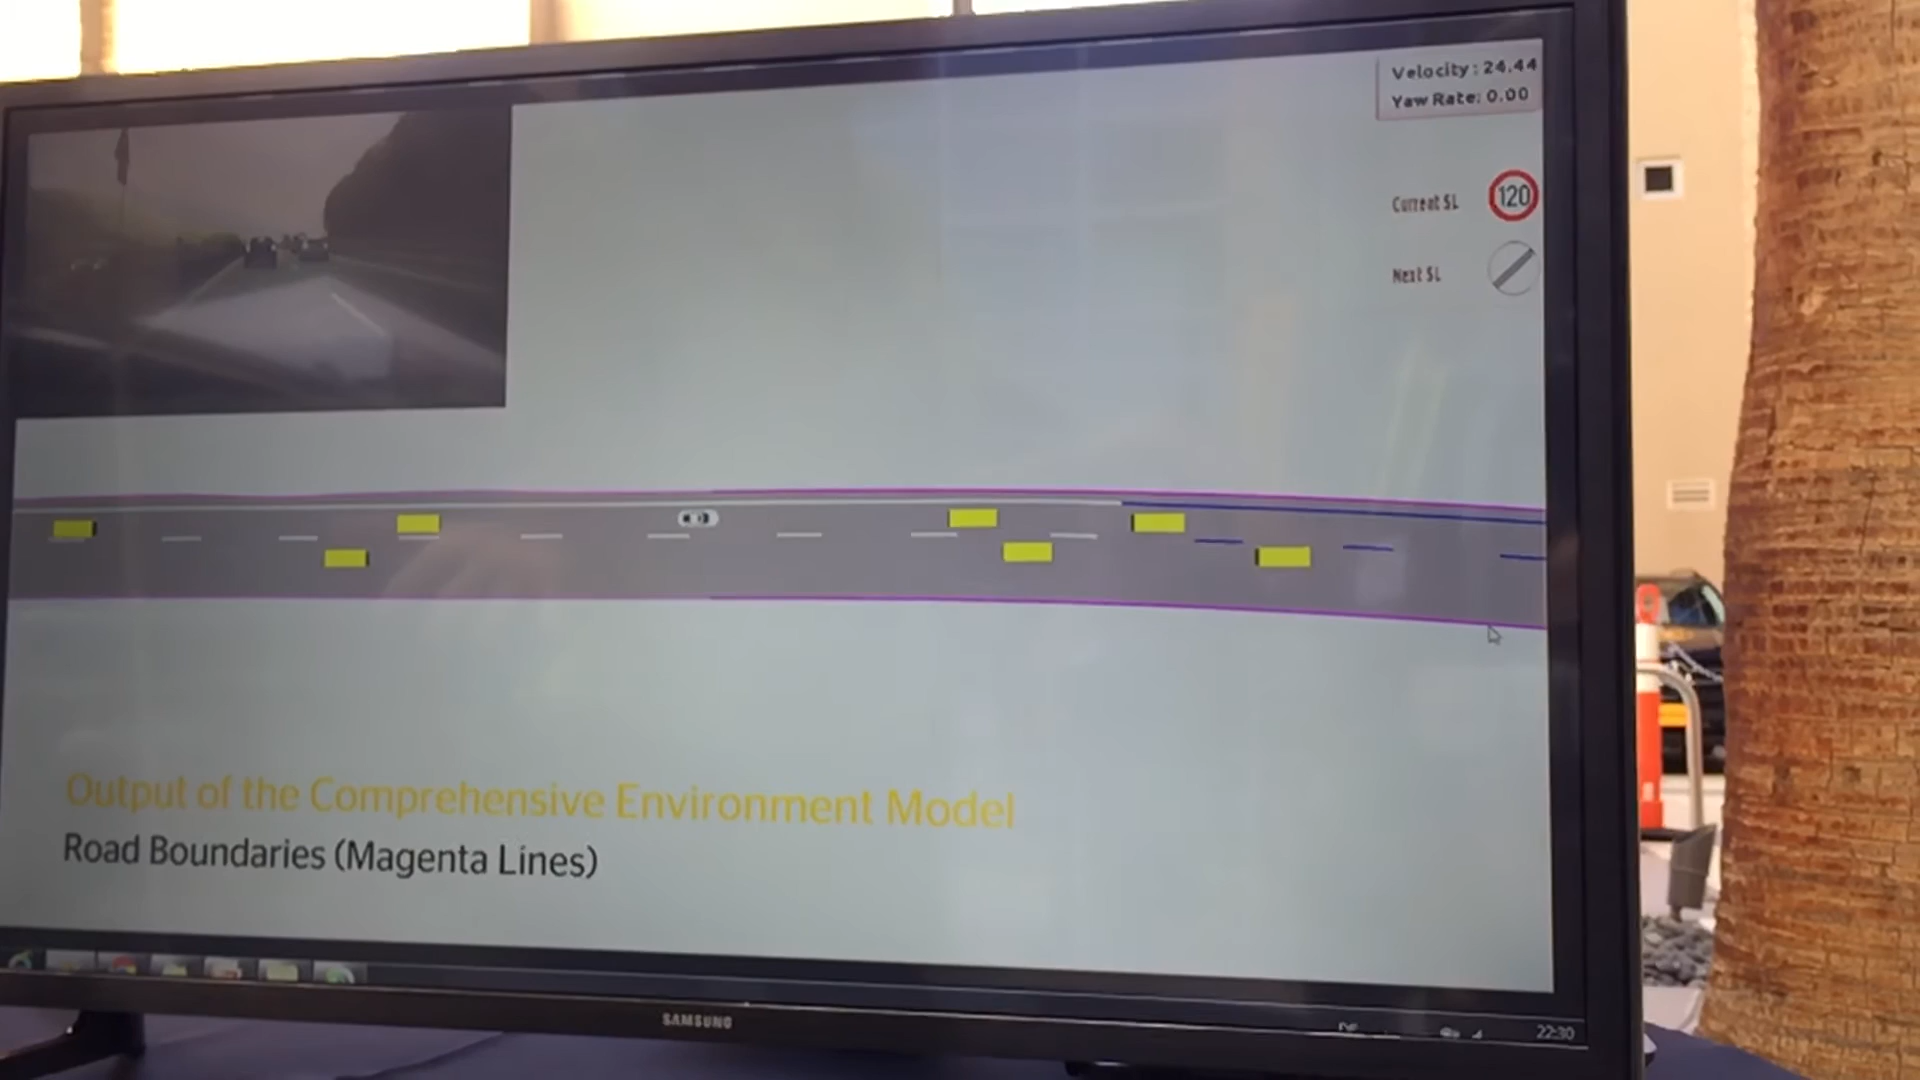 Velocity: 24.44
Yaw Rate: 0.00
Current SL
120
Next SL
Output of the Comprehensive Environment Model
Road Boundaries (Magenta Lines)
SAMSUNG
DE
22:30